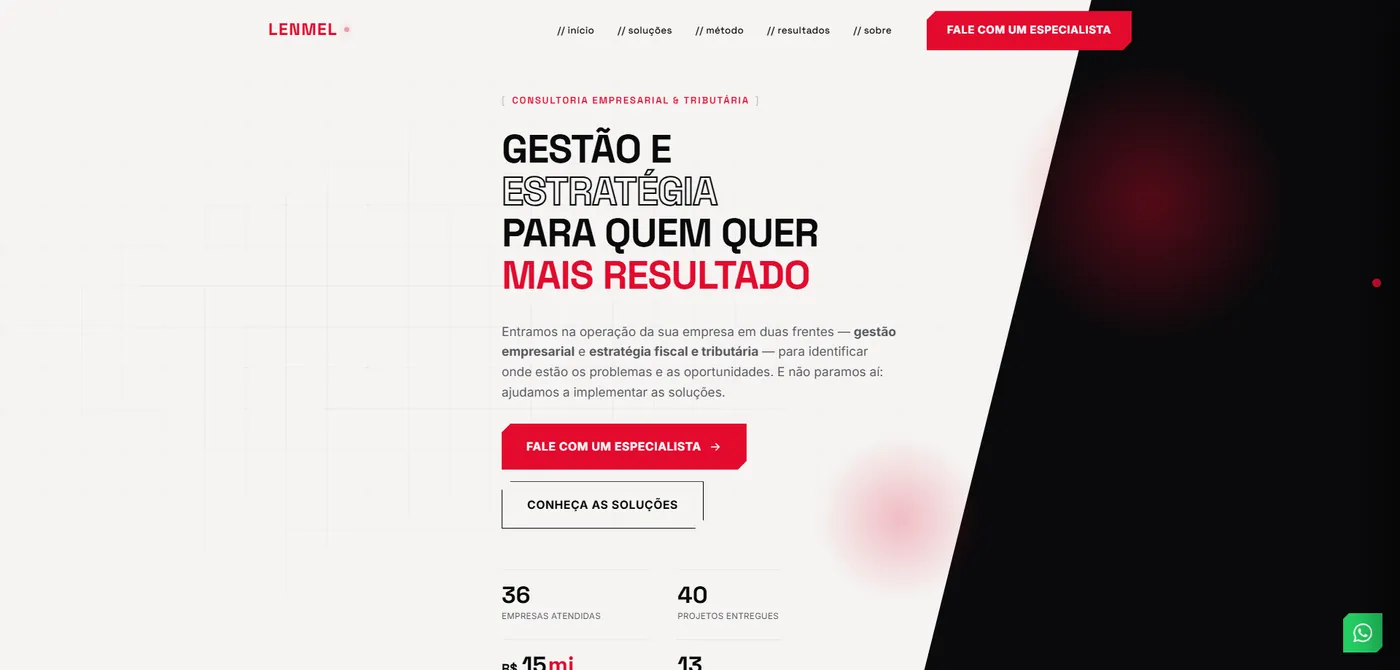 LENMEL
// início // soluções // método // resultados // sobre
FALE COM UM ESPECIALISTA
[ CONSULTORIA EMPRESARIAL & TRIBUTÁRIA ]
GESTÃO E
ESTRATÉGIA
PARA QUEM QUER
MAIS RESULTADO
Entramos na operação da sua empresa em duas frentes — gestão
empresarial e estratégia fiscal e tributária — para identificar
onde estão os problemas e as oportunidades. E não paramos aí:
ajudamos a implementar as soluções.
FALE COM UM ESPECIALISTA →
CONHEÇA AS SOLUÇÕES
36 40
EMPRESAS ATENDIDAS PROJETOS ENTREGUES
R$ 15mi 13